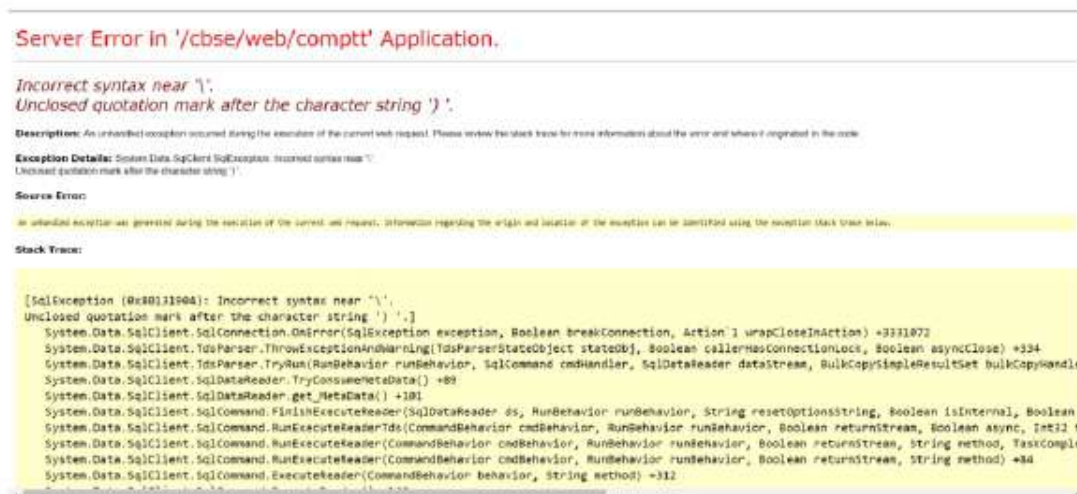 Server Error in '/cbse/web/comptt' Application.
Incorrect syntax near '\'.
Unclosed quotation mark after the character string ') '.
Description: An unhandled exception occurred during the execution of the current web request. Please review the stack trace for more information about the error and where it originated in the code.
Exception Details: System.Data.SqlClient.SqlException: Incorrect syntax near '\'.
Unclosed quotation mark after the character string ') '.
Source Error:
An unhandled exception was generated during the execution of the current web request. Information regarding the origin and location of the exception can be identified using the exception stack trace below.
Stack Trace:
[SqlException (0x80131904): Incorrect syntax near '\'.
Unclosed quotation mark after the character string ') '.]
System.Data.SqlClient.SqlConnection.OnError(SqlException exception, Boolean breakConnection, Action`1 wrapCloseInAction) +3331072
System.Data.SqlClient.TdsParser.ThrowExceptionAndWarning(TdsParserStateObject stateObj, Boolean callerHasConnectionLock, Boolean asyncClose) +334
System.Data.SqlClient.TdsParser.TryRun(RunBehavior runBehavior, SqlCommand cmdHandler, SqlDataReader dataStream, BulkCopySimpleResultSet bulkCopyHandle
System.Data.SqlClient.SqlDataReader.TryConsumeMetaData() +89
System.Data.SqlClient.SqlDataReader.get_MetaData() +101
System.Data.SqlClient.SqlCommand.FinishExecuteReader(SqlDataReader ds, RunBehavior runBehavior, String resetOptionsString, Boolean isInternal, Boolean
System.Data.SqlClient.SqlCommand.RunExecuteReaderTds(CommandBehavior cmdBehavior, RunBehavior runBehavior, Boolean returnStream, Boolean async, Int32
System.Data.SqlClient.SqlCommand.RunExecuteReader(CommandBehavior cmdBehavior, RunBehavior runBehavior, Boolean returnStream, String method, TaskComple
System.Data.SqlClient.SqlCommand.RunExecuteReader(CommandBehavior cmdBehavior, RunBehavior runBehavior, Boolean returnStream, String method) +84
System.Data.SqlClient.SqlCommand.ExecuteReader(CommandBehavior behavior, String method) +312